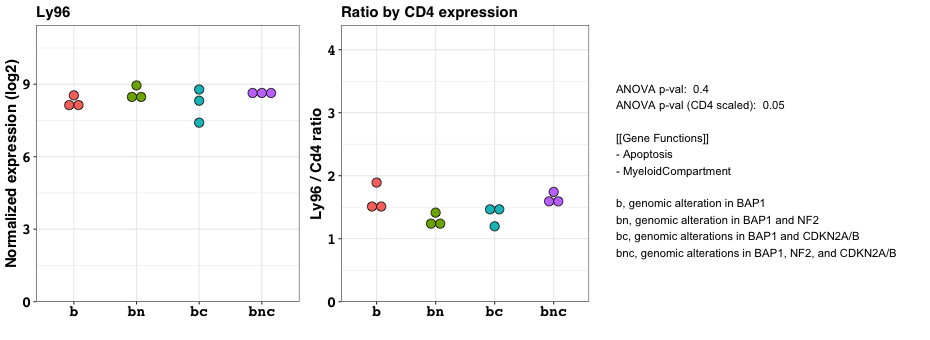 Ly96
Normalized expression (log2)
9
6
3
0
b bn bc bnc
Ratio by CD4 expression
Ly96 / Cd4 ratio
4
3
2
1
0
b bn bc bnc
ANOVA p-val: 0.4
ANOVA p-val (CD4 scaled): 0.05
[[Gene Functions]]
- Apoptosis
- MyeloidCompartment
b, genomic alteration in BAP1
bn, genomic alteration in BAP1 and NF2
bc, genomic alterations in BAP1 and CDKN2A/B
bnc, genomic alterations in BAP1, NF2, and CDKN2A/B